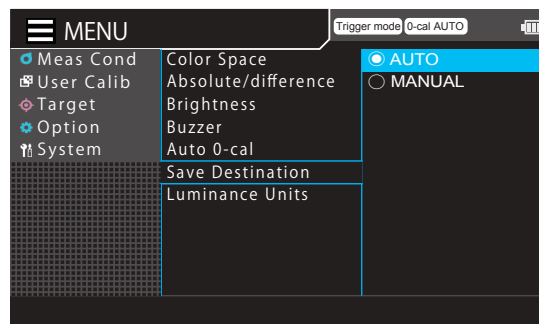 MENU
Trigger mode 0-cal AUTO
Meas Cond
User Calib
Target
Option
System
Color Space
Absolute/difference
Brightness
Buzzer
Auto 0-cal
Save Destination
Luminance Units
AUTO
MANUAL